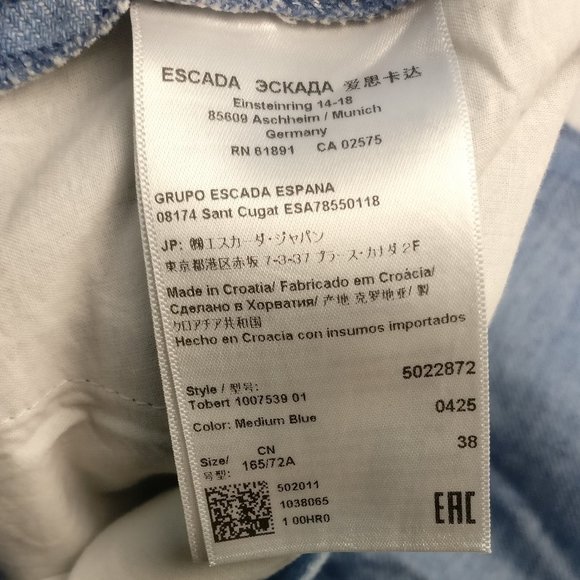 ESCADA ЭСКАДА 爱思卡达
Einsteinring 14-18
85609 Aschheim / Munich
Germany
RN 61891 CA 02575
GRUPO ESCADA ESPANA
08174 Sant Cugat ESA78550118
JP: ㈱エスカーダ・ジャパン
東京都港区赤坂 7-3-37 プラース・カナダ 2F
Made in Croatia/ Fabricado em Croácia/
Сделано в Хорватия/ 产地 克罗地亚/ 製
クロアチア共和国
Hecho en Croacia con insumos importados
Style / 型号: 5022872
Tobert 1007539 01
Color: Medium Blue 0425
Size/ CN 38
号型: 165/72A
502011
1038065
1 00HR0
EAC